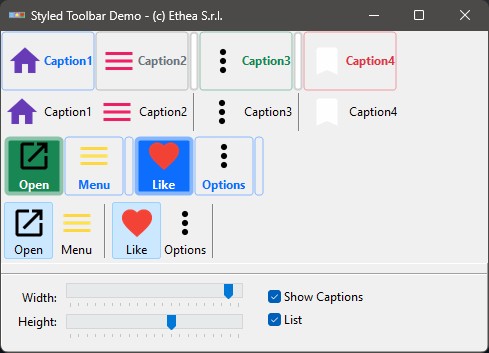 Styled Toolbar Demo - (c) Ethea S.r.l.
Caption1 Caption2 Caption3 Caption4
Caption1 Caption2 Caption3 Caption4
Open Menu Like Options
Open Menu Like Options
Width: Show Captions
Height: List